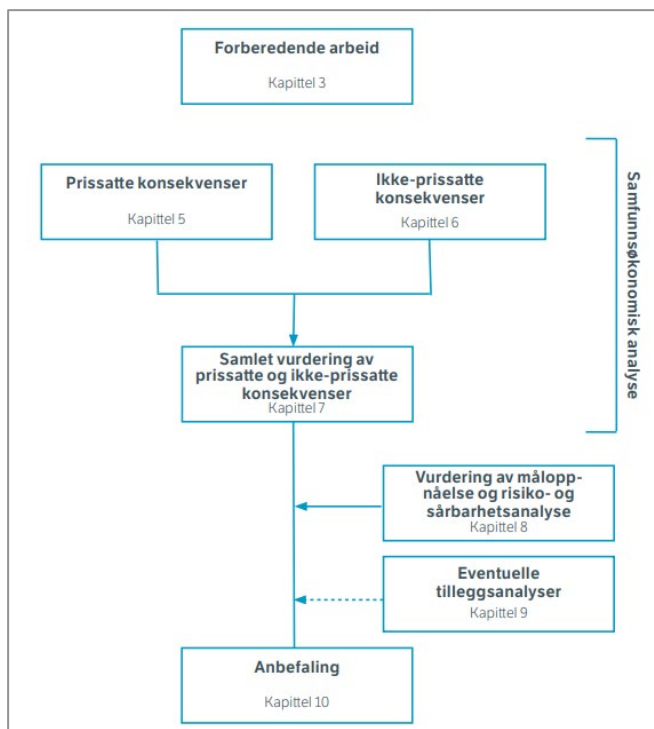 Forberedende arbeid
Kapittel 3
Prissatte konsekvenser
Kapittel 5
Ikke-prissatte
konsekvenser
Kapittel 6
Samfunnsøkonomisk analyse
Samlet vurdering av
prissatte og ikke-prissatte
konsekvenser
Kapittel 7
Vurdering av målopp-
nåelse og risiko- og
sårbarhetsanalyse
Kapittel 8
Eventuelle
tilleggsanalyser
Kapittel 9
Anbefaling
Kapittel 10